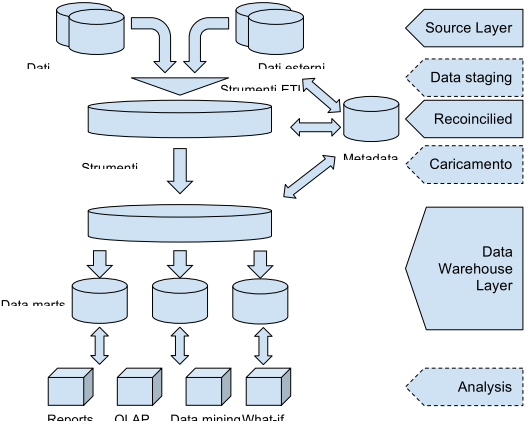 Source Layer
Dati
Dati esterni
Data staging
Strumenti ETL
Recoincilied
Metadata
Caricamento
Strumenti
Data
Warehouse
Layer
Data marts
Analysis
Reports
OLAP
Data mining
What-if